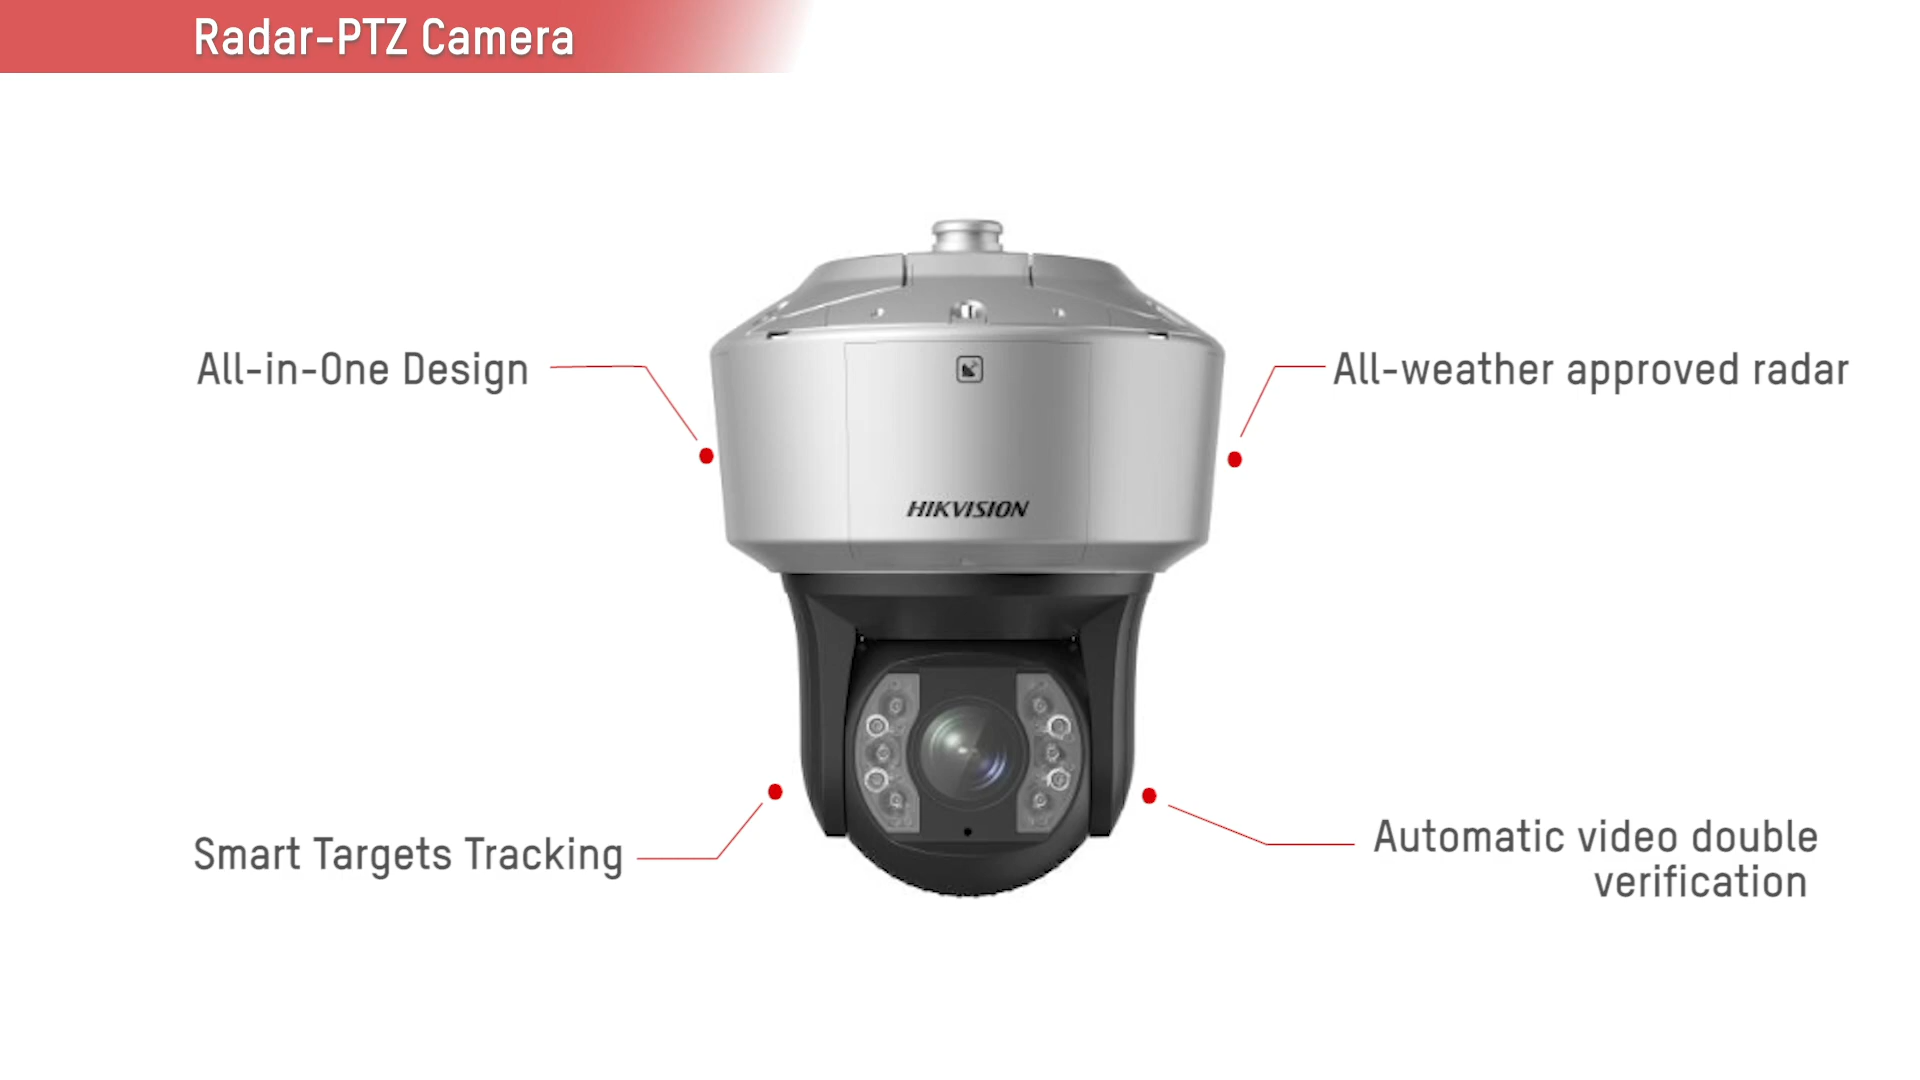 Radar-PTZ Camera
All-in-One Design
All-weather approved radar
HIKVISION
Smart Targets Tracking
Automatic video double
verification